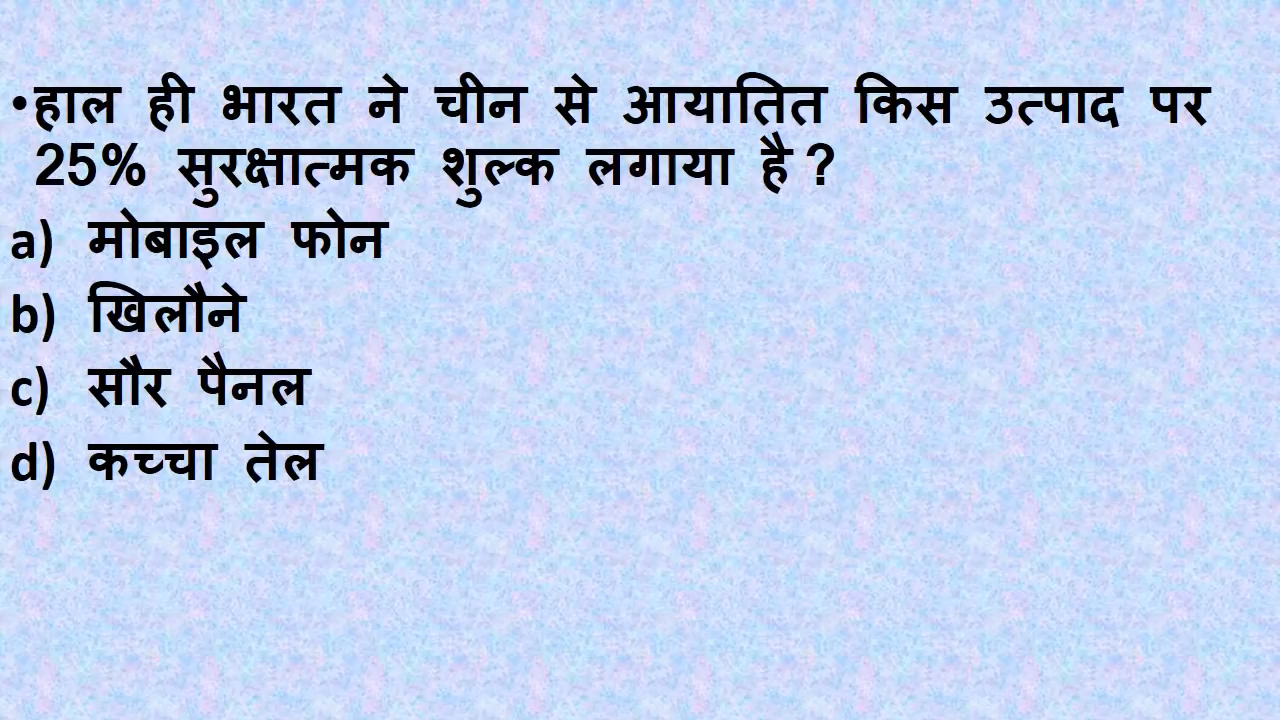 •हाल ही भारत ने चीन से आयातित किस उत्पाद पर
25% सुरक्षात्मक शुल्क लगाया है ?
a) मोबाइल फोन
b) खिलौने
c) सौर पैनल
d) कच्चा तेल